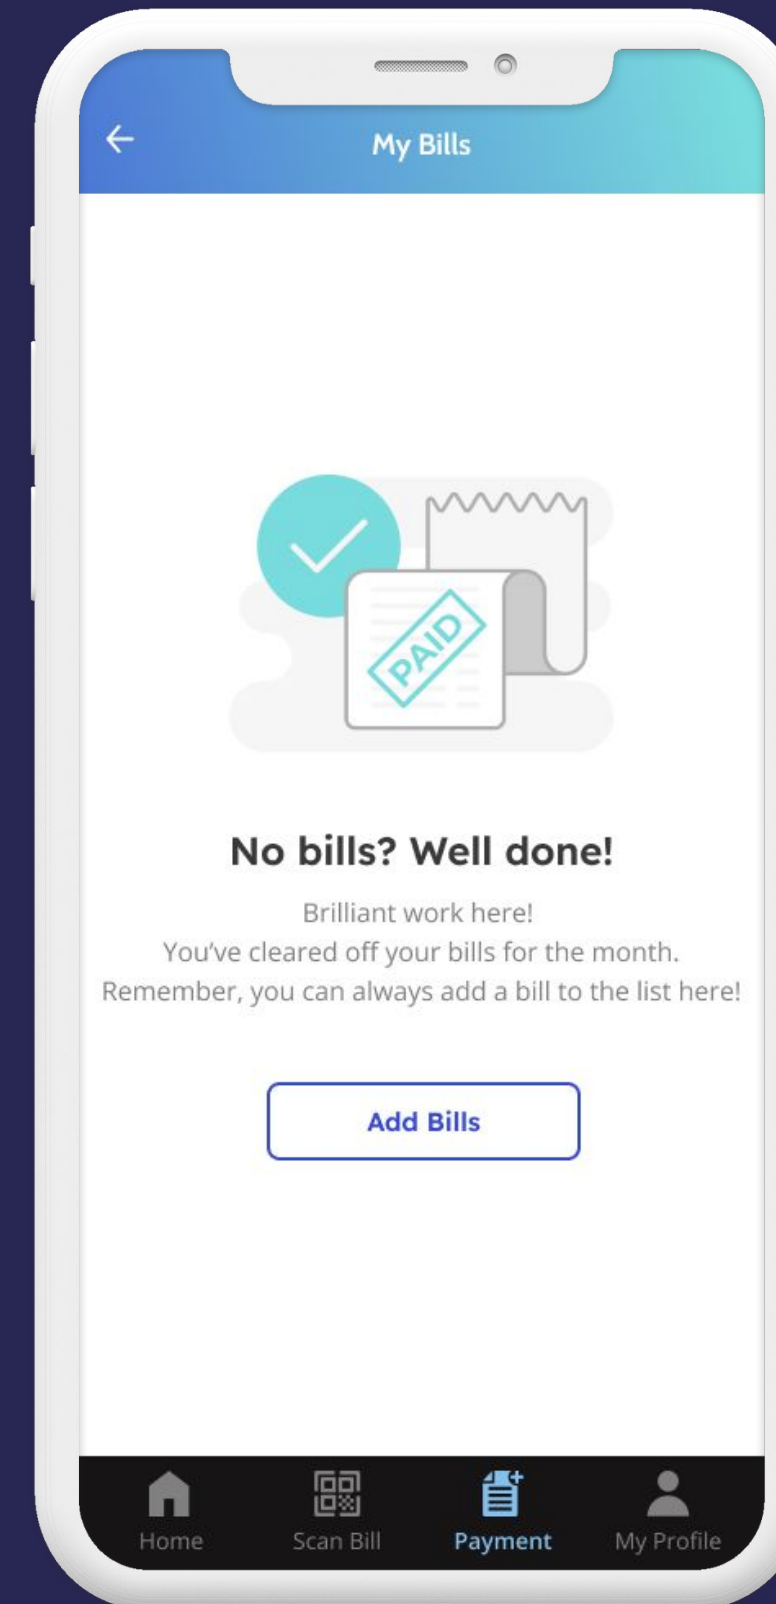 My Bills
PAID
No bills? Well done!
Brilliant work here!
You’ve cleared off your bills for the month.
Remember, you can always add a bill to the list here!
Add Bills
Home Scan Bill Payment My Profile